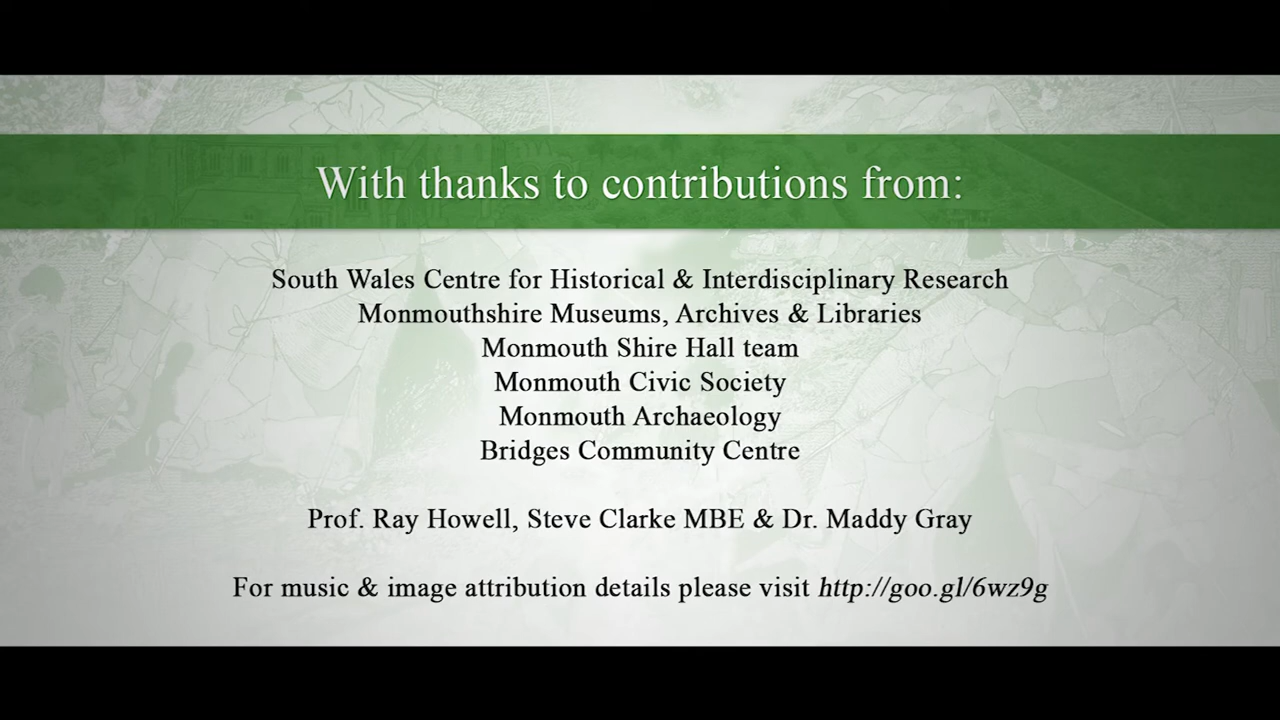 With thanks to contributions from:
South Wales Centre for Historical & Interdisciplinary Research
Monmouthshire Museums, Archives & Libraries
Monmouth Shire Hall team
Monmouth Civic Society
Monmouth Archaeology
Bridges Community Centre
Prof. Ray Howell, Steve Clarke MBE & Dr. Maddy Gray
For music & image attribution details please visit http://goo.gl/6wz9g